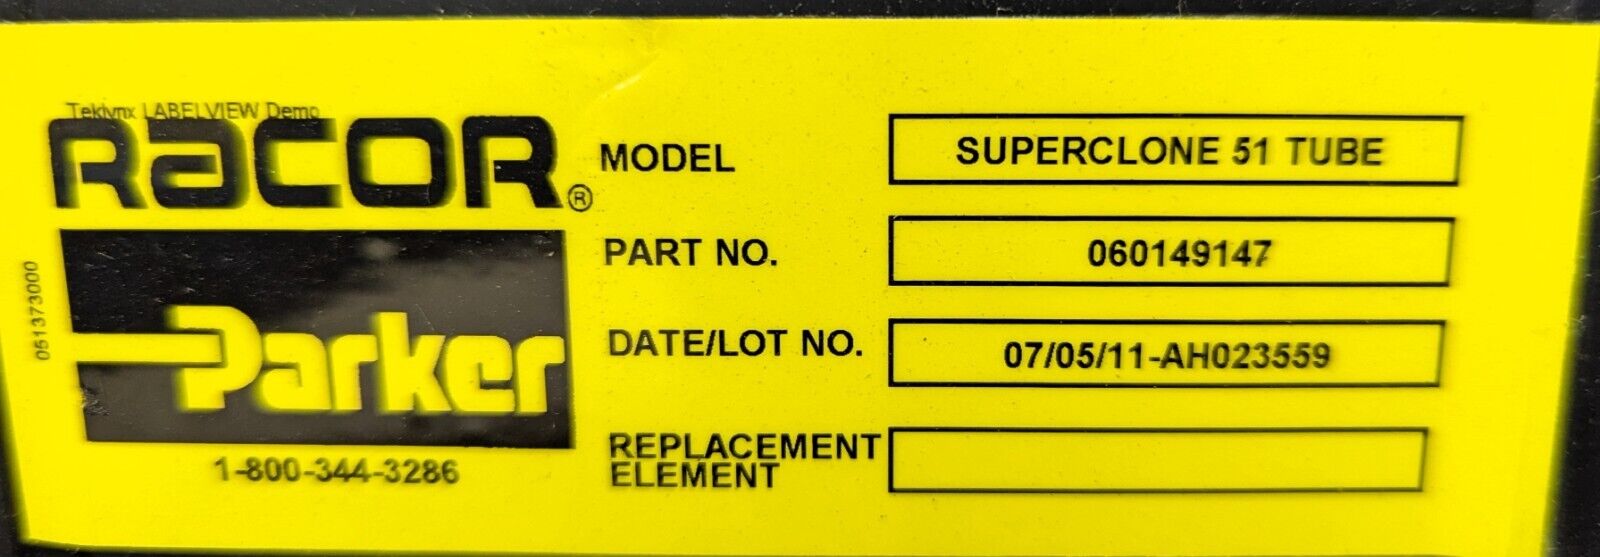 Teklynx LABELVIEW Demo
RACOR®
Parker
1-800-344-3286
051373000
MODEL SUPERCLONE 51 TUBE
PART NO. 060149147
DATE/LOT NO. 07/05/11-AH023559
REPLACEMENT
ELEMENT